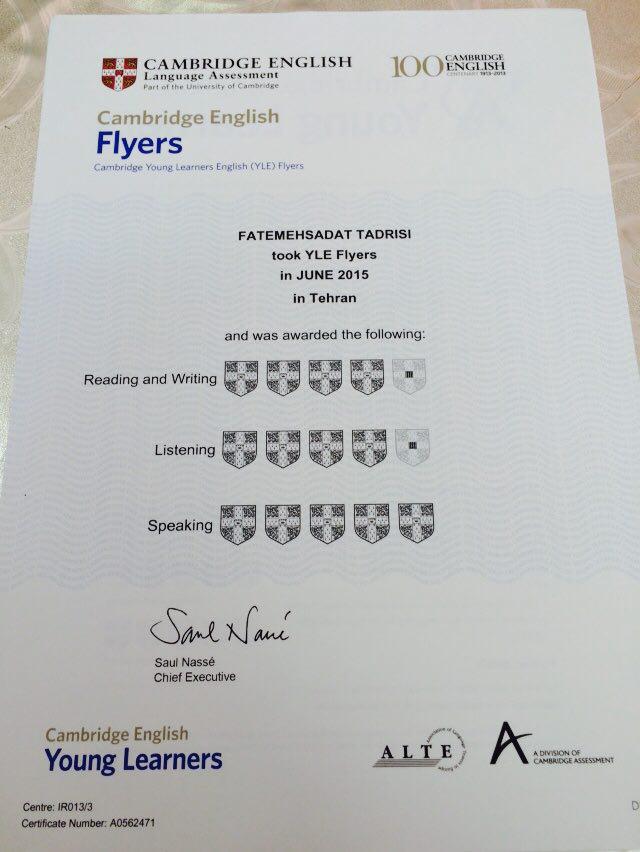 CAMBRIDGE ENGLISH
Language Assessment
Part of the University of Cambridge
100 CAMBRIDGE
ENGLISH
CENTENARY 1913-2013
Cambridge English
Flyers
Cambridge Young Learners English (YLE) Flyers
FATEMEHSADAT TADRISI
took YLE Flyers
in JUNE 2015
in Tehran
and was awarded the following:
Reading and Writing
Listening
Speaking
Saul Nassé
Saul Nassé
Chief Executive
Cambridge English
Young Learners
ALTE
A DIVISION OF
CAMBRIDGE ASSESSMENT
Centre: IR013/3
Certificate Number: A0562471